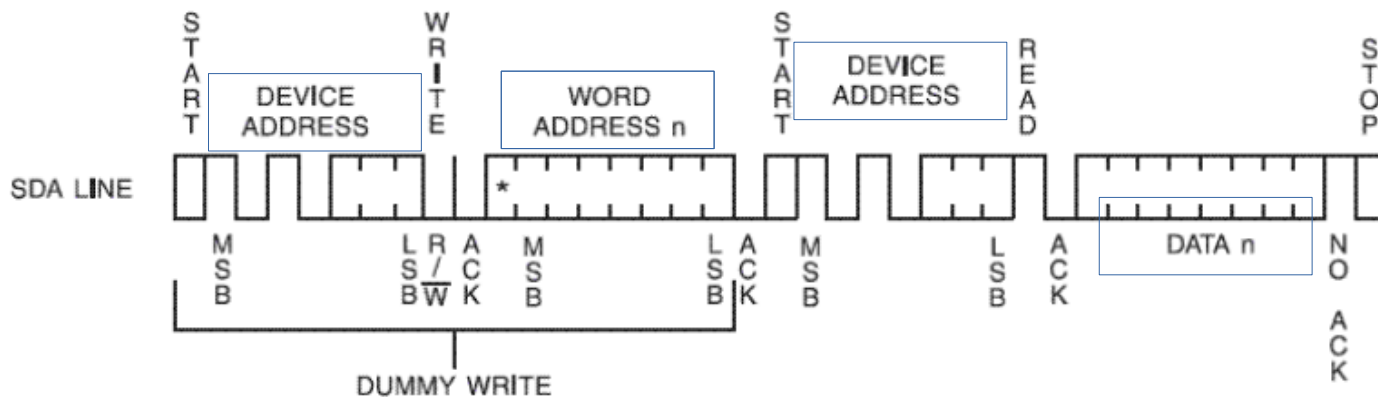 START
DEVICE
ADDRESS
WRITE
WORD
ADDRESS n
START
DEVICE
ADDRESS
READ
STOP
SDA LINE
*
MSB
LSB
R/W
ACK
MSB
LSB
ACK
MSB
LSB
ACK
DATA n
NO ACK
DUMMY WRITE